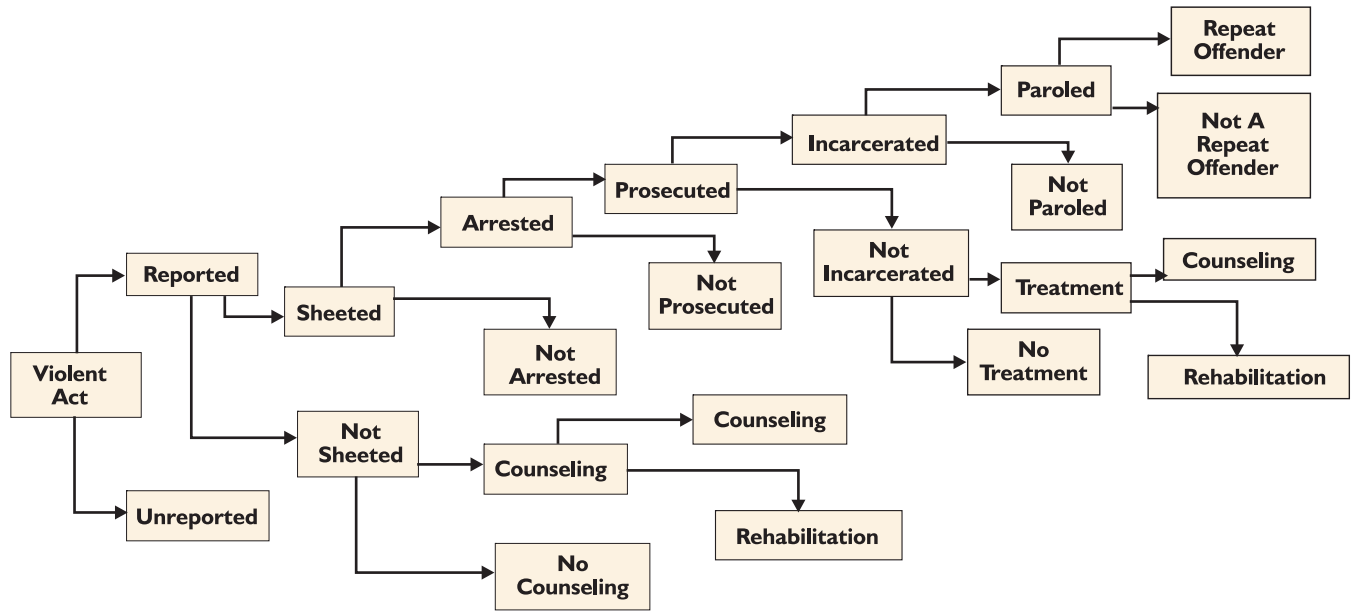 Repeat
Offender
Paroled
Not A
Repeat
Offender
Incarcerated
Not
Paroled
Prosecuted
Arrested
Not
Incarcerated
Counseling
Treatment
Reported
Not
Prosecuted
Sheeted
Not
Arrested
No
Treatment
Rehabilitation
Violent
Act
Not
Sheeted
Counseling
Counseling
Unreported
Rehabilitation
No
Counseling